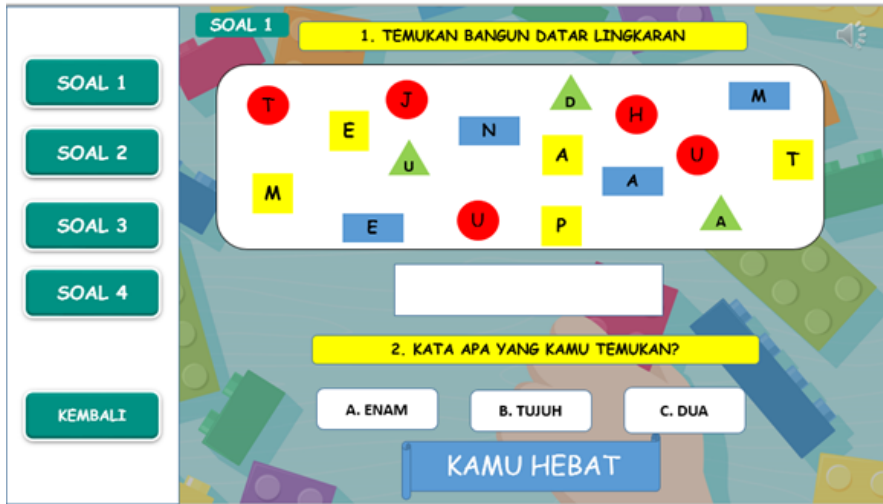 SOAL 1
SOAL 2
SOAL 3
SOAL 4
KEMBALI
SOAL 1
1. TEMUKAN BANGUN DATAR LINGKARAN
T J D H M
E N A U T
U A
M E U P A
2. KATA APA YANG KAMU TEMUKAN?
A. ENAM B. TUJUH C. DUA
KAMU HEBAT